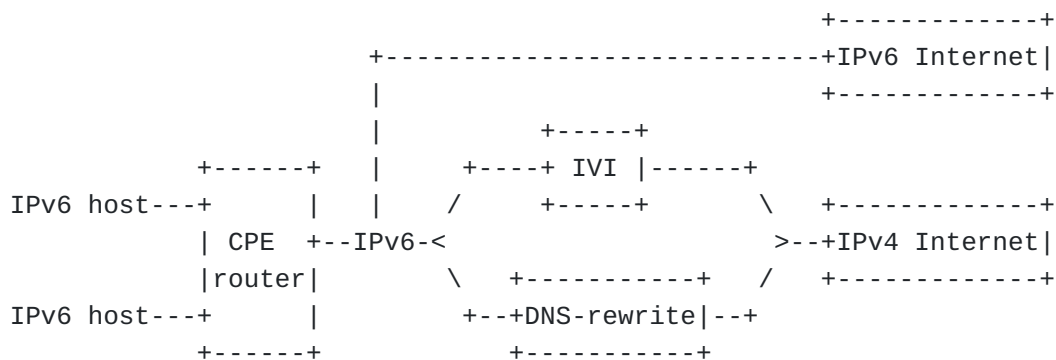 IPv6 Internet
IVI
IPv6 host
CPE
IPv6
IPv4 Internet
router
IPv6 host
DNS-rewrite